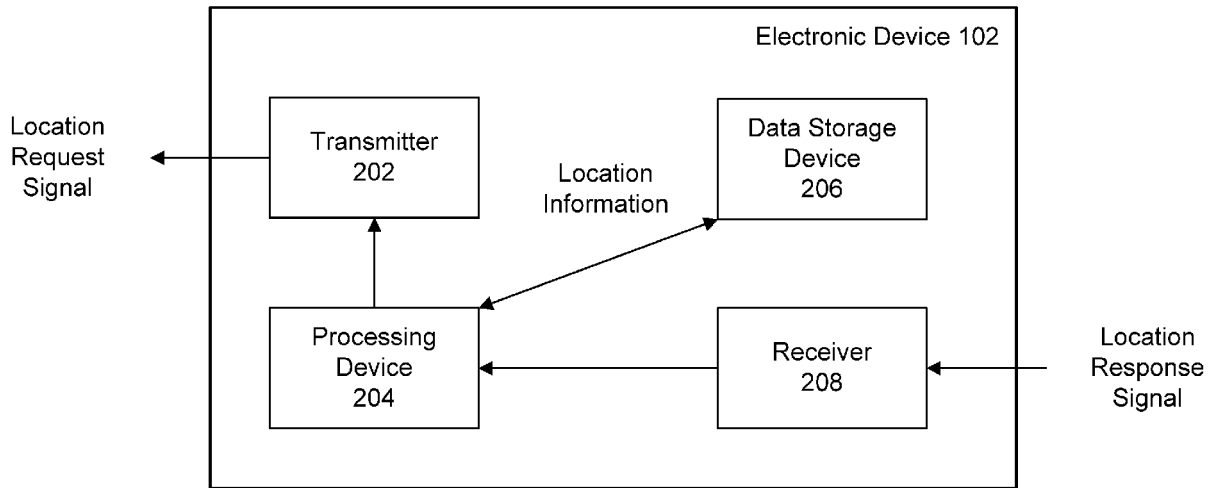 Electronic Device 102
Location
Request
Signal
Transmitter
202
Data Storage
Device
206
Location
Information
Processing
Device
204
Receiver
208
Location
Response
Signal